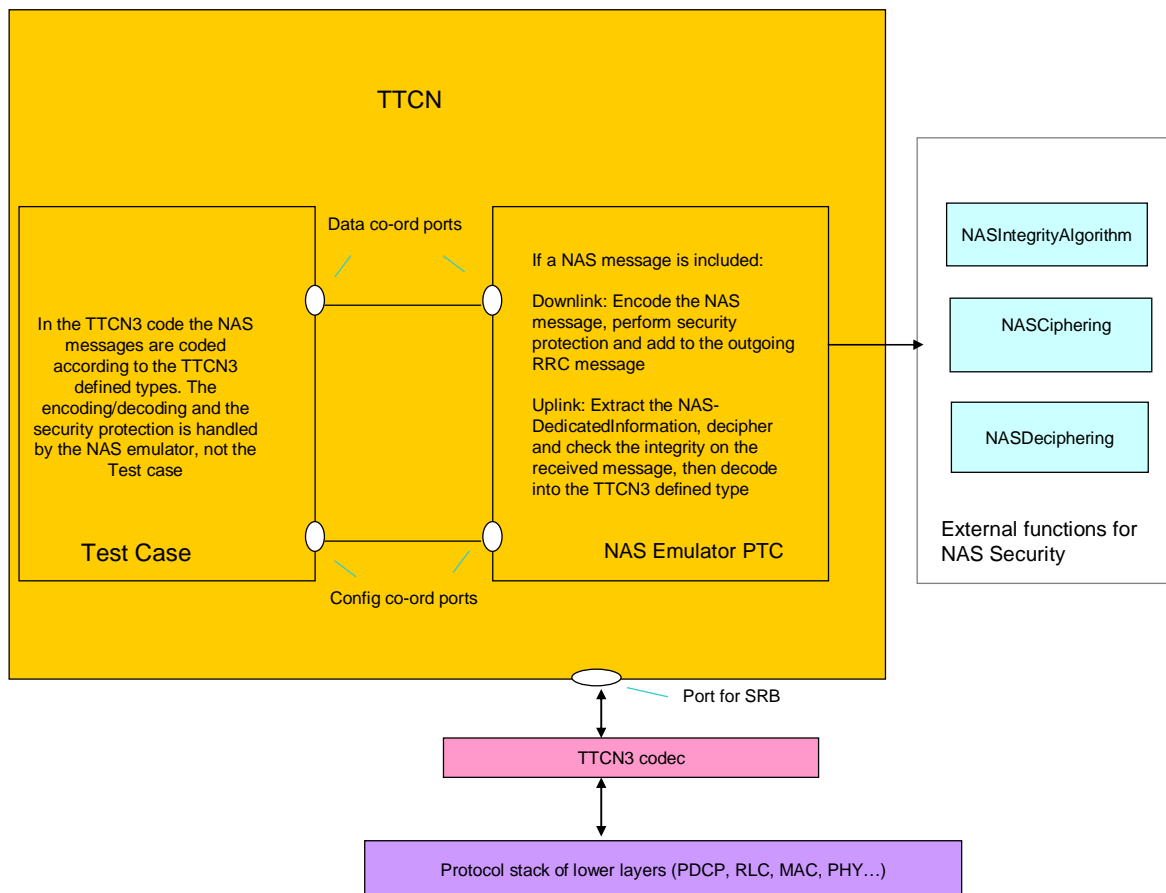 TTCN
Data co-ord ports
In the TTCN3 code the NAS
messages are coded
according to the TTCN3
defined types. The
encoding/decoding and the
security protection is handled
by the NAS emulator, not the
Test case
Test Case
If a NAS message is included:
Downlink: Encode the NAS
message, perform security
protection and add to the outgoing
RRC message
Uplink: Extract the NAS-
DedicatedInformation, decipher
and check the integrity on the
received message, then decode
into the TTCN3 defined type
NAS Emulator PTC
Config co-ord ports
NASIntegrityAlgorithm
NASCiphering
NASDeciphering
External functions for
NAS Security
Port for SRB
TTCN3 codec
Protocol stack of lower layers (PDCP, RLC, MAC, PHY…)